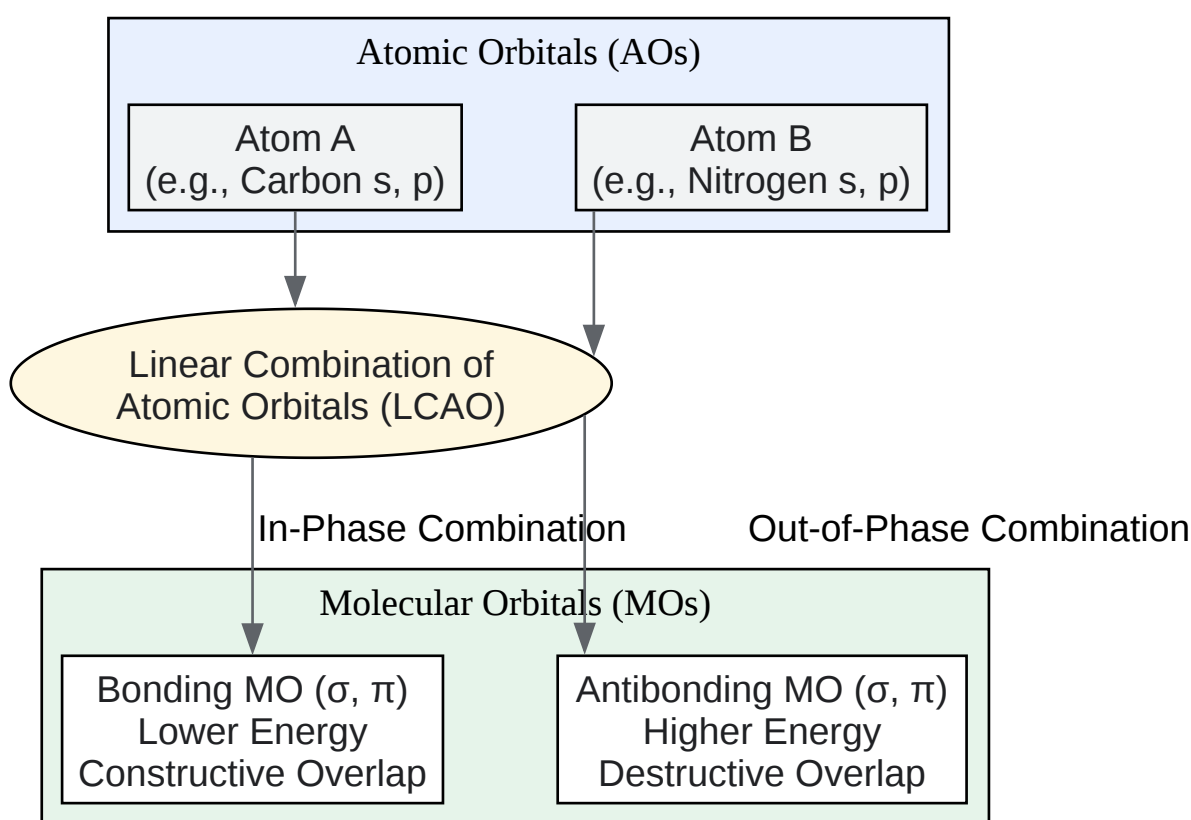 Atomic Orbitals (AOs)
Atom A
(e.g., Carbon s, p)
Atom B
(e.g., Nitrogen s, p)
Linear Combination of
Atomic Orbitals (LCAO)
In-Phase Combination
Out-of-Phase Combination
Molecular Orbitals (MOs)
Bonding MO (σ, π)
Lower Energy
Constructive Overlap
Antibonding MO (σ, π)
Higher Energy
Destructive Overlap